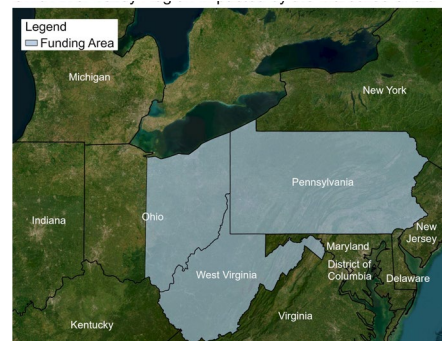 Legend
Funding Area
Michigan
New York
Pennsylvania
Indiana
Ohio
New
Jersey
Maryland
District of
Columbia
West Virginia
Delaware
Kentucky
Virginia